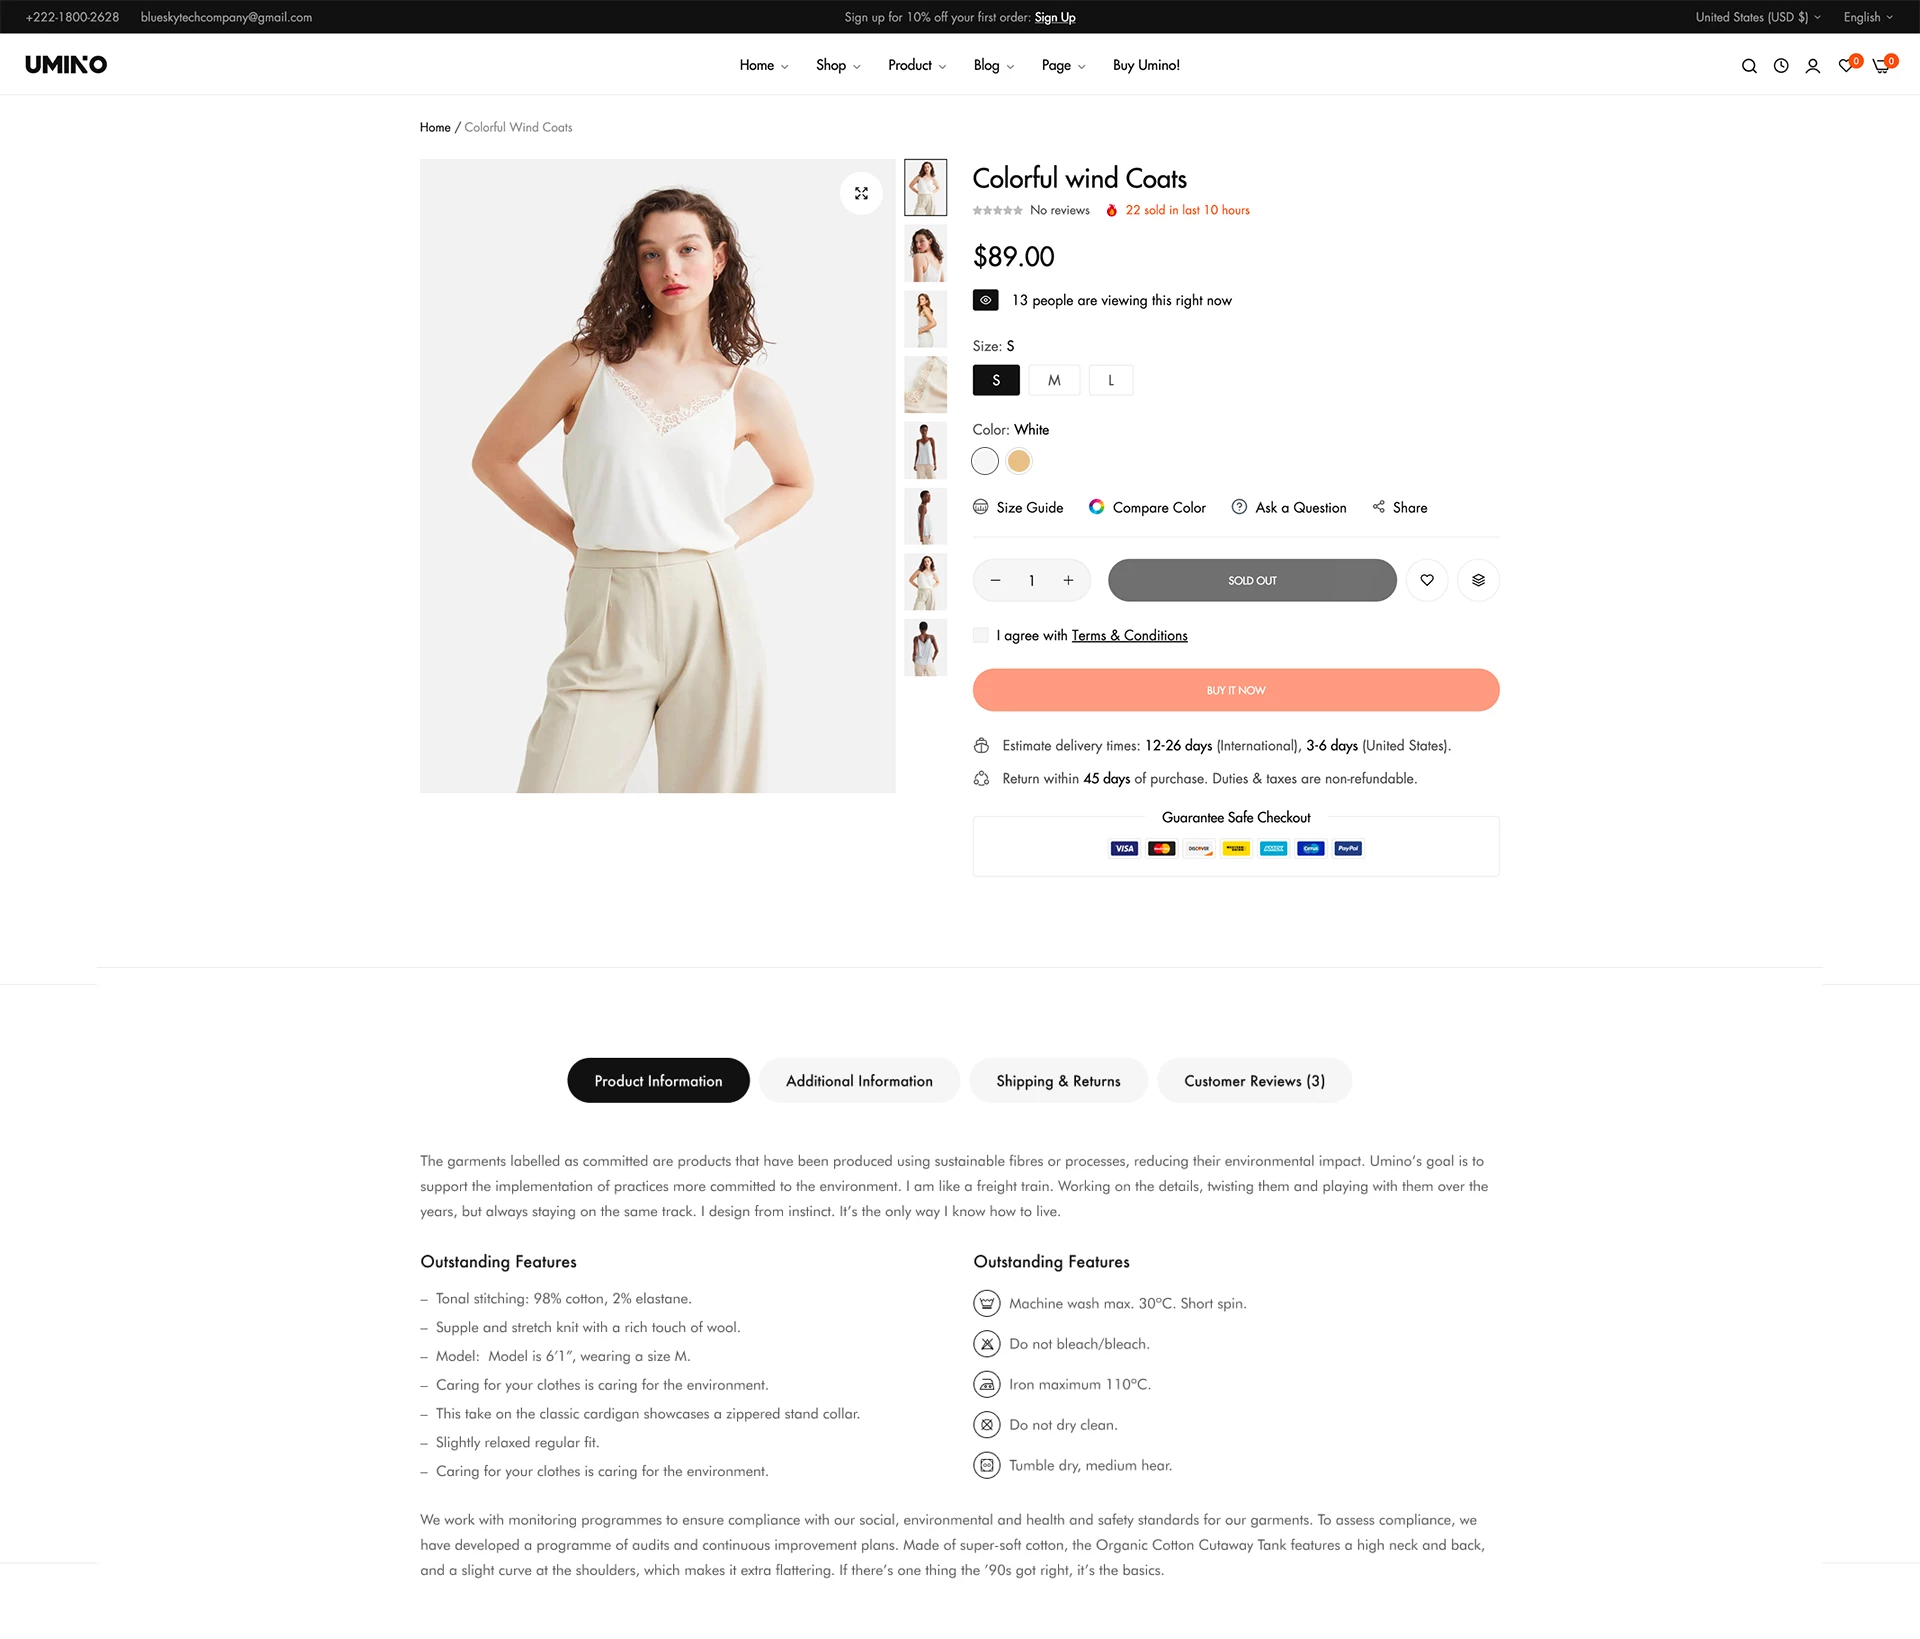 +222-1800-2628 blueskytechcompany@gmail.com Sign up for 10% off your first order: Sign Up United States (USD $) English
UMINO Home Shop Product Blog Page Buy Umino! 0 0
Home / Colorful Wind Coats
Colorful wind Coats
No reviews 22 sold in last 10 hours
$89.00
13 people are viewing this right now
Size: S
S M L
Color: White
Size Guide Compare Color Ask a Question Share
− 1 + SOLD OUT
I agree with Terms & Conditions
BUY IT NOW
Estimate delivery times: 12-26 days (International), 3-6 days (United States).
Return within 45 days of purchase. Duties & taxes are non-refundable.
Guarantee Safe Checkout
VISA DISCOVER PayPal
Product Information Additional Information Shipping & Returns Customer Reviews (3)
The garments labelled as committed are products that have been produced using sustainable fibres or processes, reducing their environmental impact. Umino’s goal is to
support the implementation of practices more committed to the environment. I am like a freight train. Working on the details, twisting them and playing with them over the
years, but always staying on the same track. I design from instinct. It’s the only way I know how to live.
Outstanding Features
– Tonal stitching: 98% cotton, 2% elastane.
– Supple and stretch knit with a rich touch of wool.
– Model: Model is 6′1″, wearing a size M.
– Caring for your clothes is caring for the environment.
– This take on the classic cardigan showcases a zippered stand collar.
– Slightly relaxed regular fit.
– Caring for your clothes is caring for the environment.
Outstanding Features
Machine wash max. 30ºC. Short spin.
Do not bleach/bleach.
Iron maximum 110ºC.
Do not dry clean.
Tumble dry, medium hear.
We work with monitoring programmes to ensure compliance with our social, environmental and health and safety standards for our garments. To assess compliance, we
have developed a programme of audits and continuous improvement plans. Made of super-soft cotton, the Organic Cotton Cutaway Tank features a high neck and back,
and a slight curve at the shoulders, which makes it extra flattering. If there’s one thing the ’90s got right, it’s the basics.